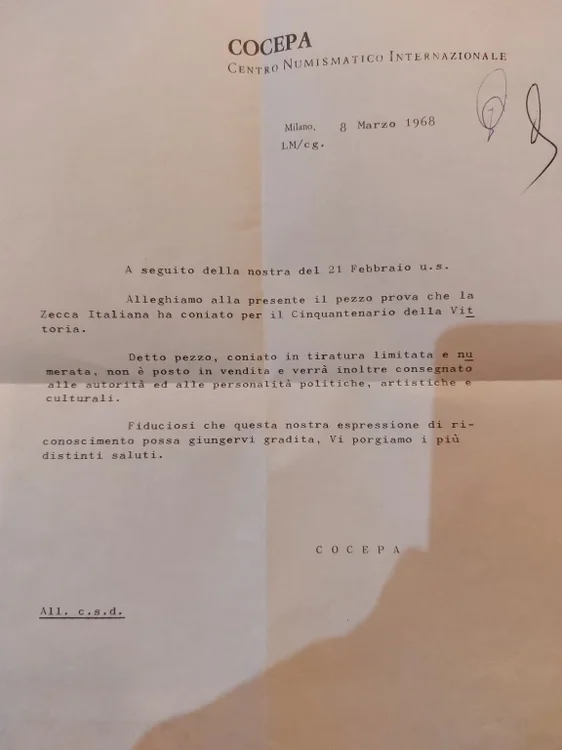 COCEPA
CENTRO NUMISMATICO INTERNAZIONALE
Milano, 8 Marzo 1968
LM/cg.
A seguito della nostra del 21 Febbraio u.s.
Alleghiamo alla presente il pezzo prova che la
Zecca Italiana ha coniato per il Cinquantenario della Vit
toria.
Detto pezzo, coniato in tiratura limitata e nu
merata, non è posto in vendita e verrà inoltre consegnato
alle autorità ed alle personalità politiche, artistiche e
culturali.
Fiduciosi che questa nostra espressione di ri-
conoscimento possa giungervi gradita, Vi porgiamo i più
distinti saluti.
C O C E P A
All. c.s.d.